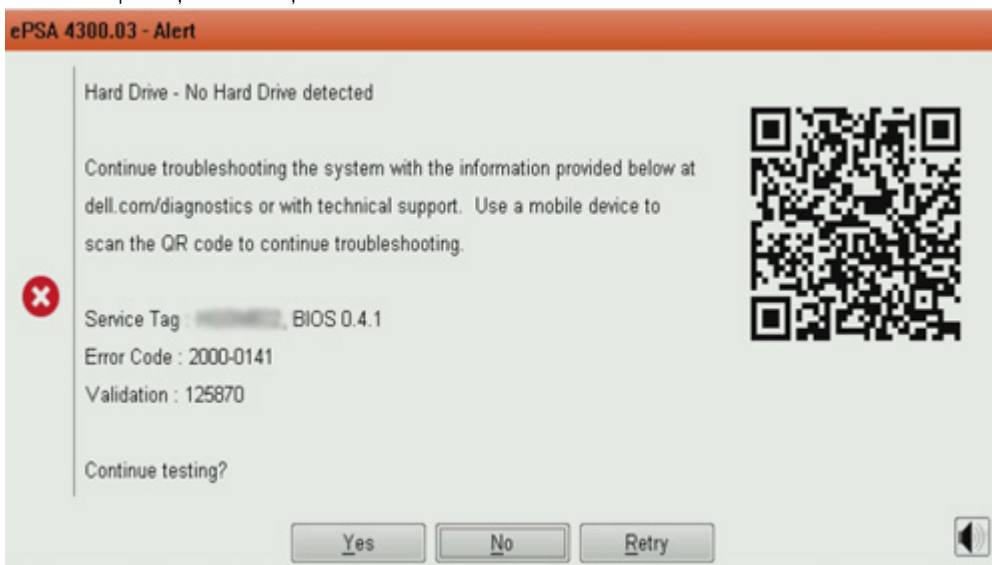 ePSA 4300.03 - Alert
Hard Drive - No Hard Drive detected
Continue troubleshooting the system with the information provided below at
dell.com/diagnostics or with technical support. Use a mobile device to
scan the QR code to continue troubleshooting.
Service Tag : , BIOS 0.4.1
Error Code : 2000-0141
Validation : 125870
Continue testing?
Yes
No
Retry